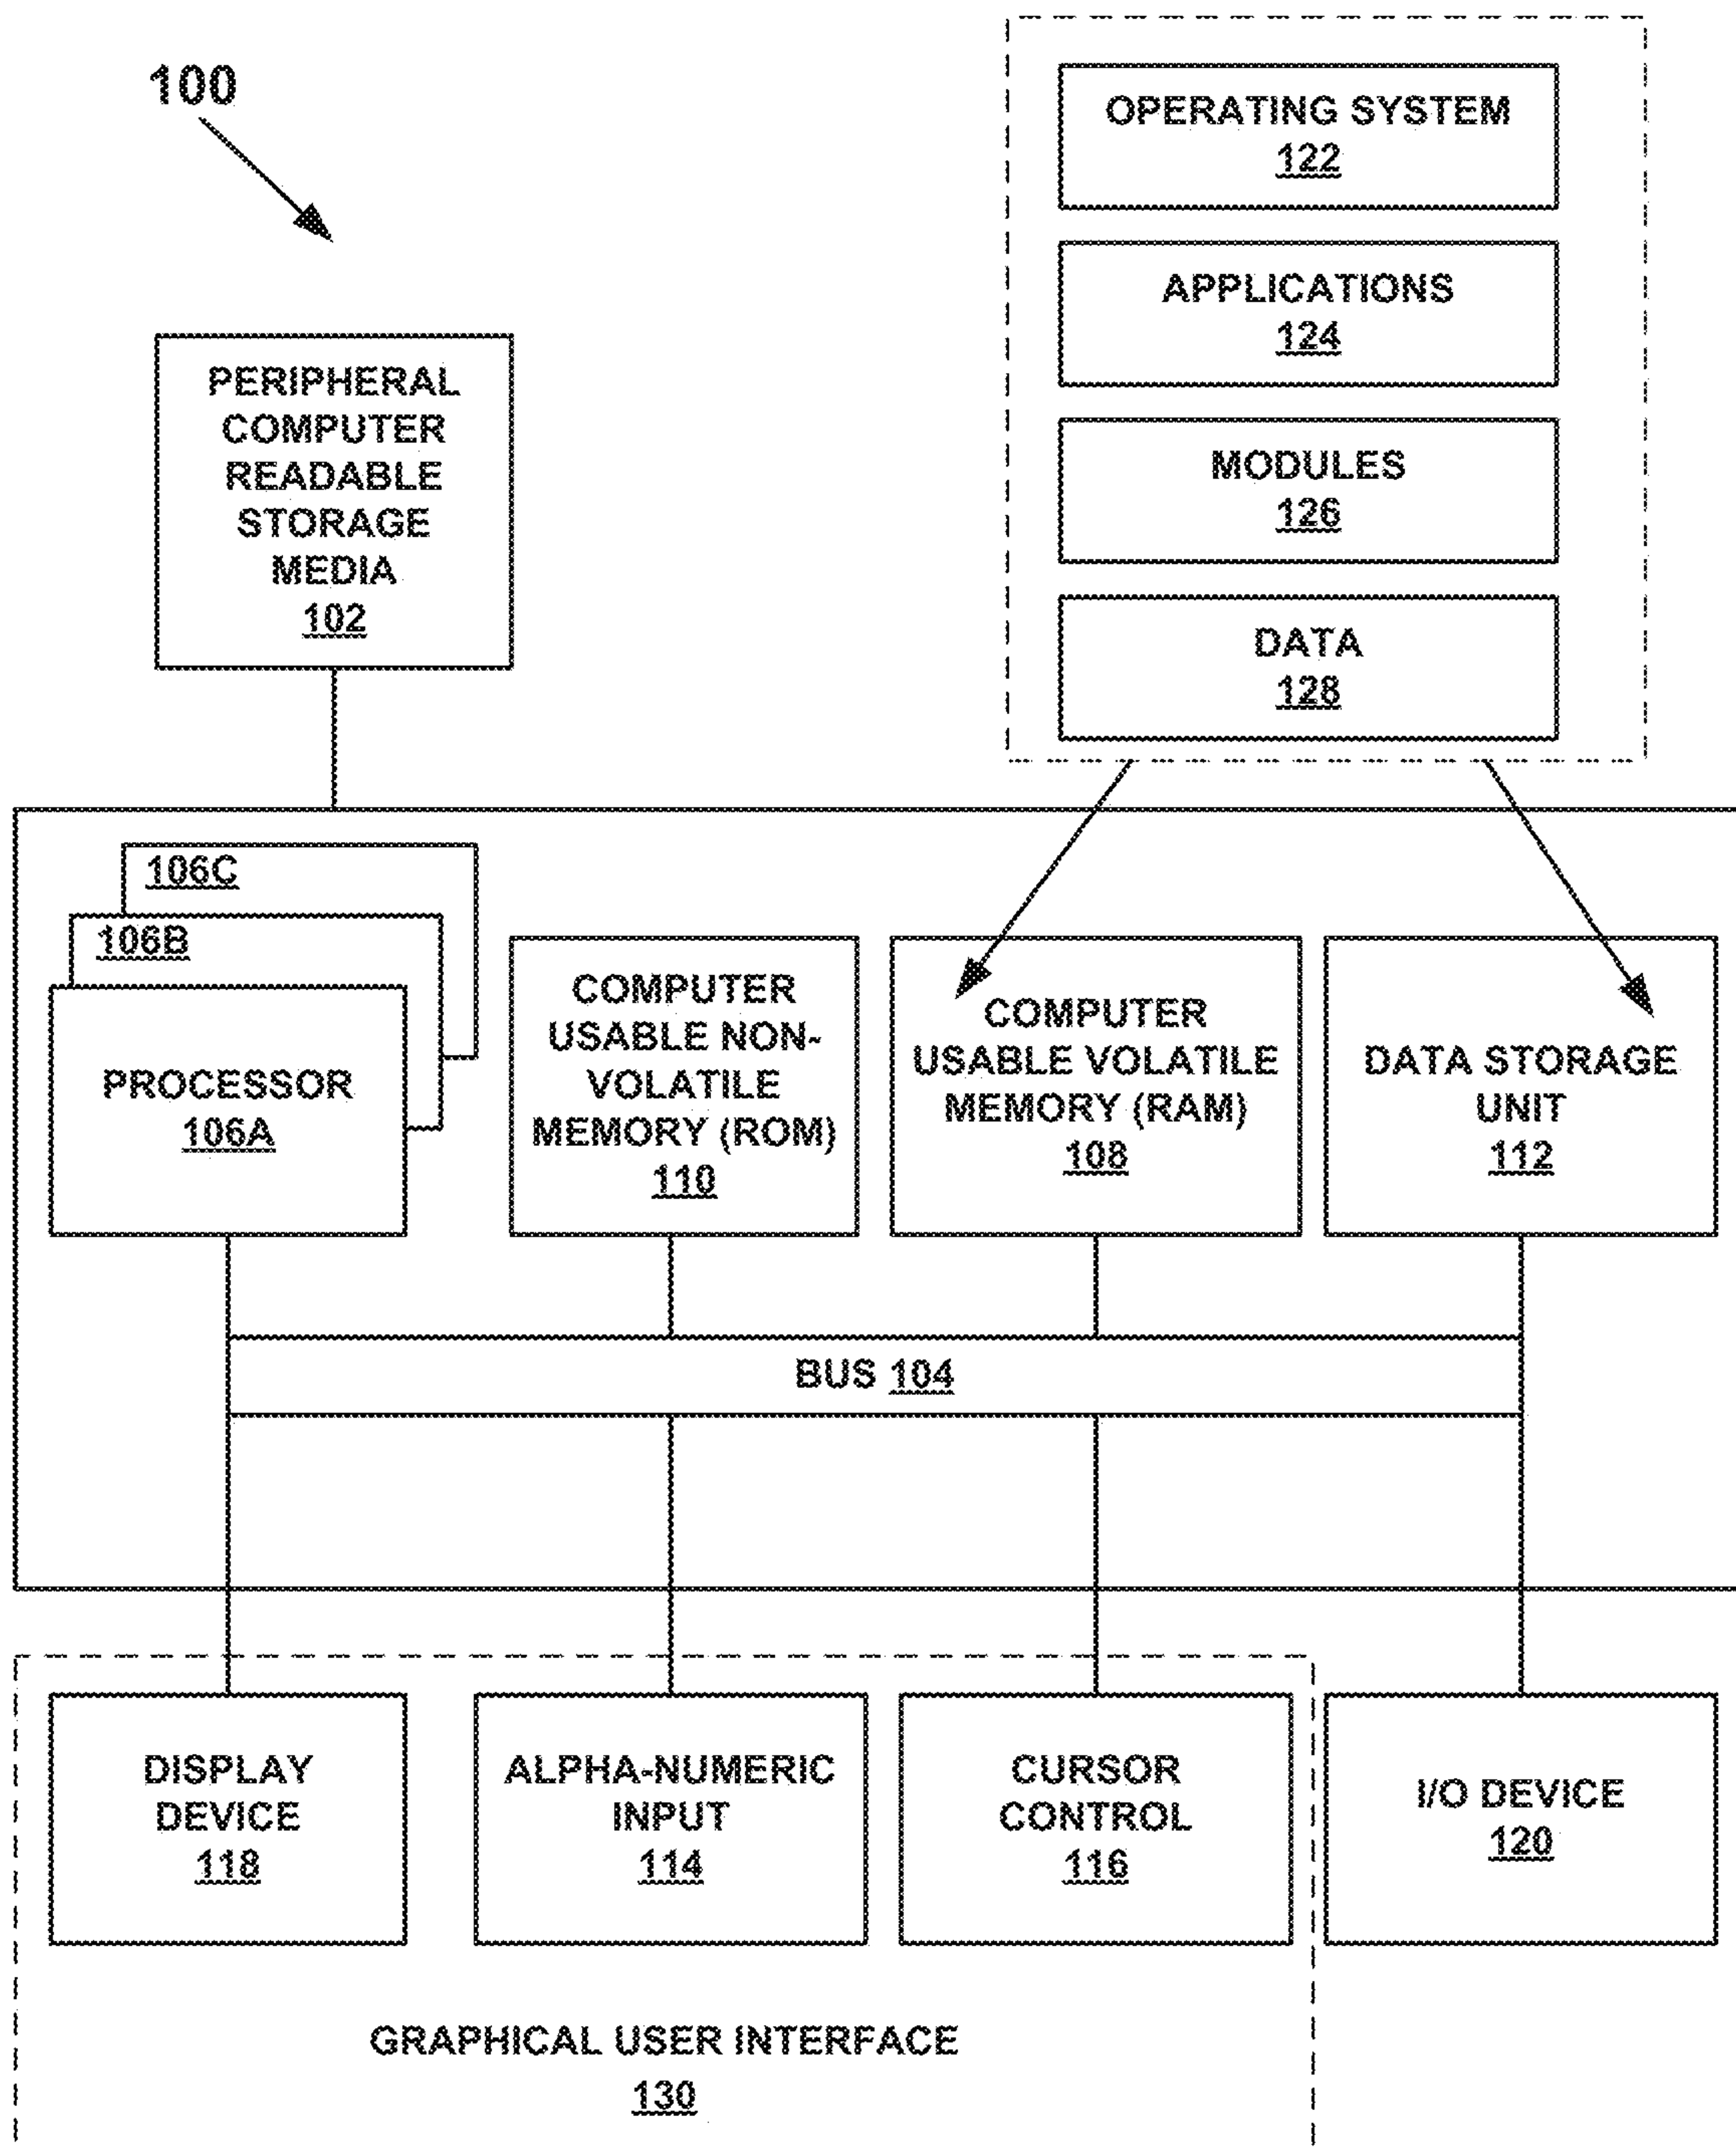 100
OPERATING SYSTEM
122
APPLICATIONS
124
MODULES
126
DATA
128
PERIPHERAL
COMPUTER
READABLE
STORAGE
MEDIA
102
106C
106B
PROCESSOR
106A
COMPUTER
USABLE NON-
VOLATILE
MEMORY (ROM)
110
COMPUTER
USABLE VOLATILE
MEMORY (RAM)
108
DATA STORAGE
UNIT
112
BUS 104
DISPLAY
DEVICE
118
ALPHA-NUMERIC
INPUT
114
CURSOR
CONTROL
116
I/O DEVICE
120
GRAPHICAL USER INTERFACE
130